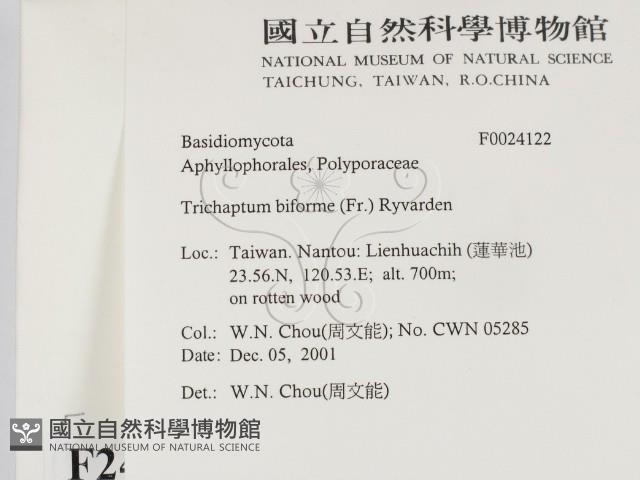 國立自然科學博物館
NATIONAL MUSEUM OF NATURAL SCIENCE
TAICHUNG, TAIWAN, R.O.CHINA
Basidiomycota F0024122
Aphyllophorales, Polyporaceae
Trichaptum biforme (Fr.) Ryvarden
Loc.: Taiwan. Nantou: Lienhuachih (蓮華池)
23.56.N, 120.53.E; alt. 700m;
on rotten wood
Col.: W.N. Chou(周文能); No. CWN 05285
Date: Dec. 05, 2001
Det.: W.N. Chou(周文能)
國立自然科學博物館
NATIONAL MUSEUM OF NATURAL SCIENCE